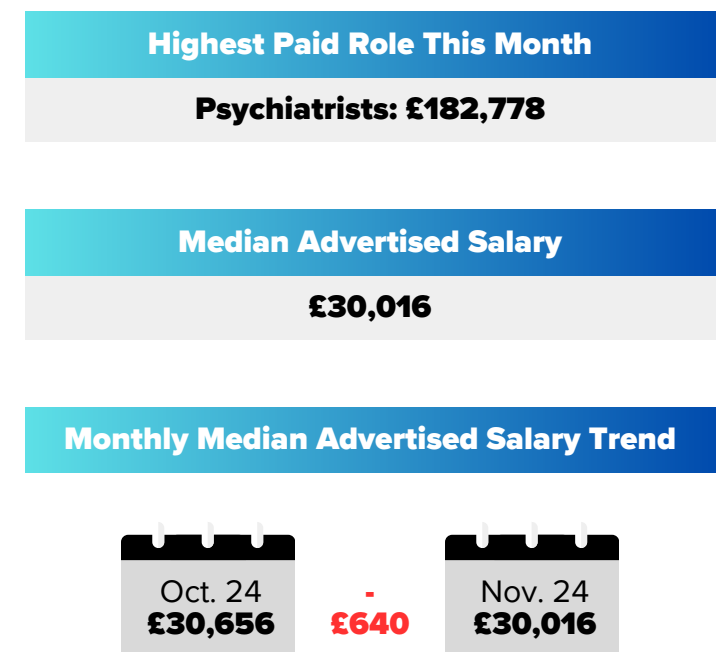 Highest Paid Role This Month
Psychiatrists: £182,778
Median Advertised Salary
£30,016
Monthly Median Advertised Salary Trend
Oct. 24
£30,656
-
£640
Nov. 24
£30,016